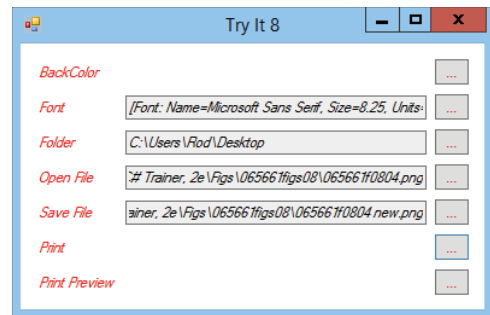 Try It 8
BackColor ...
Font [Font: Name=Microsoft Sans Serif, Size=8.25, Units= ...
Folder C:\Users\Rod\Desktop ...
Open File C# Trainer, 2e\Figs\065661figs08\065661f0804.png ...
Save File ainer, 2e\Figs\065661figs08\065661f0804 new.png ...
Print ...
Print Preview ...